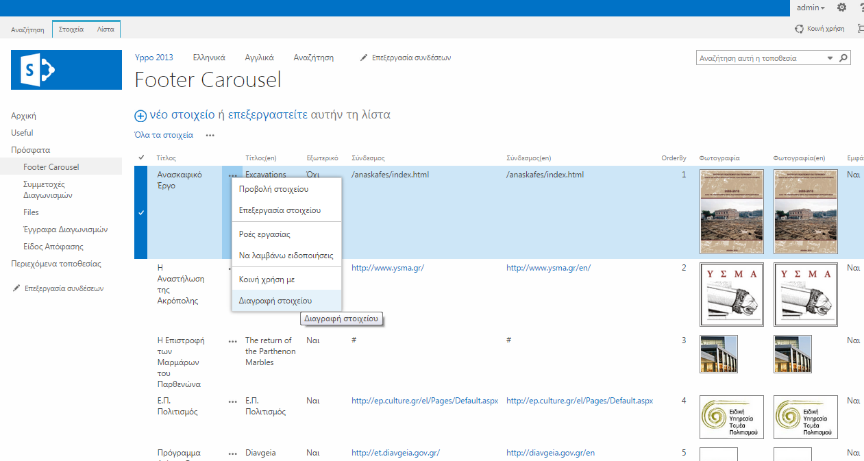 admin
Αναζήτηση
Στοιχεία
Λίστα
Κοινή χρήση
Yppo 2013
Ελληνικά
Αγγλικά
Αναζήτηση
Επεξεργασία συνδέσεων
Αναζήτηση αυτή η τοποθεσία
Footer Carousel
Αρχική
Useful
Πρόσφατα
Footer Carousel
Συμμετοχές
Διαγωνισμών
Files
Έγγραφα Διαγωνισμών
Είδος Απόφασης
Περιεχόμενα τοποθεσίας
Επεξεργασία συνδέσεων
νέο στοιχείο ή επεξεργαστείτε αυτήν τη λίστα
Όλα τα στοιχεία
Τίτλος Τίτλος(en) Εξωτερικό Σύνδεσμος Σύνδεσμος(en) OrderBy Φωτογραφία Φωτογραφία(en) Εμφά
Ανασκαφικό Excavations Όχι /anaskafes/index.html /anaskafes/index.html 1 Ναι
Έργο
Προβολή στοιχείου
Επεξεργασία στοιχείου
Ροές εργασίας
Να λαμβάνω ειδοποιήσεις
Κοινή χρήση με
Διαγραφή στοιχείου
Διαγραφή στοιχείου
Η http://www.ysma.gr/ http://www.ysma.gr/en/ 2 ΥΣΜΑ ΥΣΜΑ Ναι
Αναστήλωση
της
Ακρόπολης
Η Επιστροφή The return of Ναι # # 3 Ναι
των the Parthenon
Μαρμάρων Marbles
του
Παρθενώνα
Ε.Π. Ε.Π. Ναι http://ep.culture.gr/el/Pages/Default.aspx http://ep.culture.gr/el/Pages/Default.aspx 4 Ναι
Πολιτισμός Πολιτισμός
Ειδική
Υπηρεσία
Τομέα
Πολιτισμού
Ειδική
Υπηρεσία
Τομέα
Πολιτισμού
Πρόγραμμα Diavgeia Ναι http://et.diavgeia.gov.gr/ http://diavgeia.gov.gr/en 5 Ναι